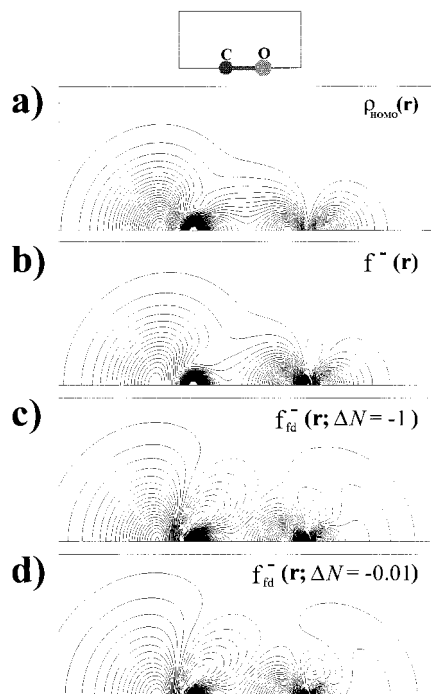 C O
a) ρHOMO(r)
b) f⁻(r)
c) f⁻fd(r; ΔN = -1)
d) f⁻fd(r; ΔN = -0.01)